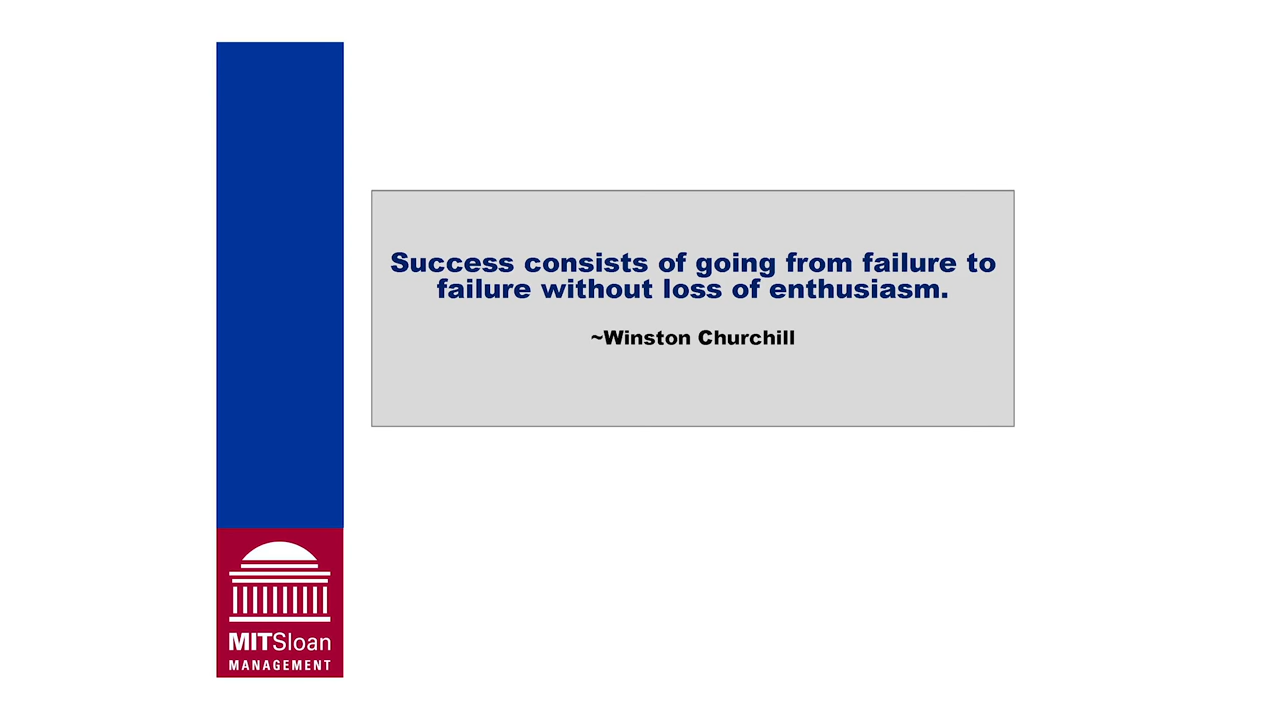 Success consists of going from failure to
failure without loss of enthusiasm.
~Winston Churchill
MITSloan
MANAGEMENT